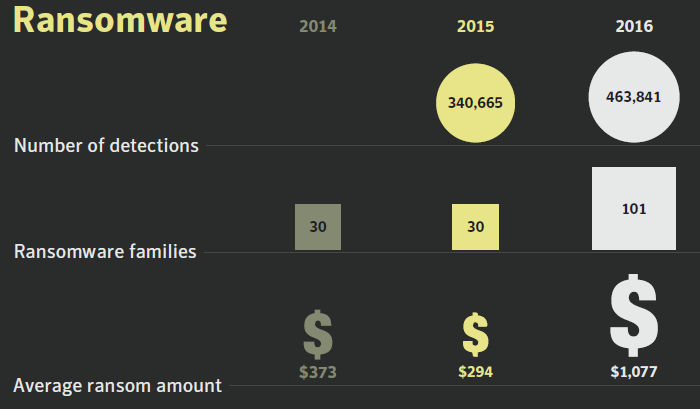 Ransomware 2014 2015 2016
340,665 463,841
Number of detections
30 30 101
Ransomware families
$ $ $
$373 $294 $1,077
Average ransom amount